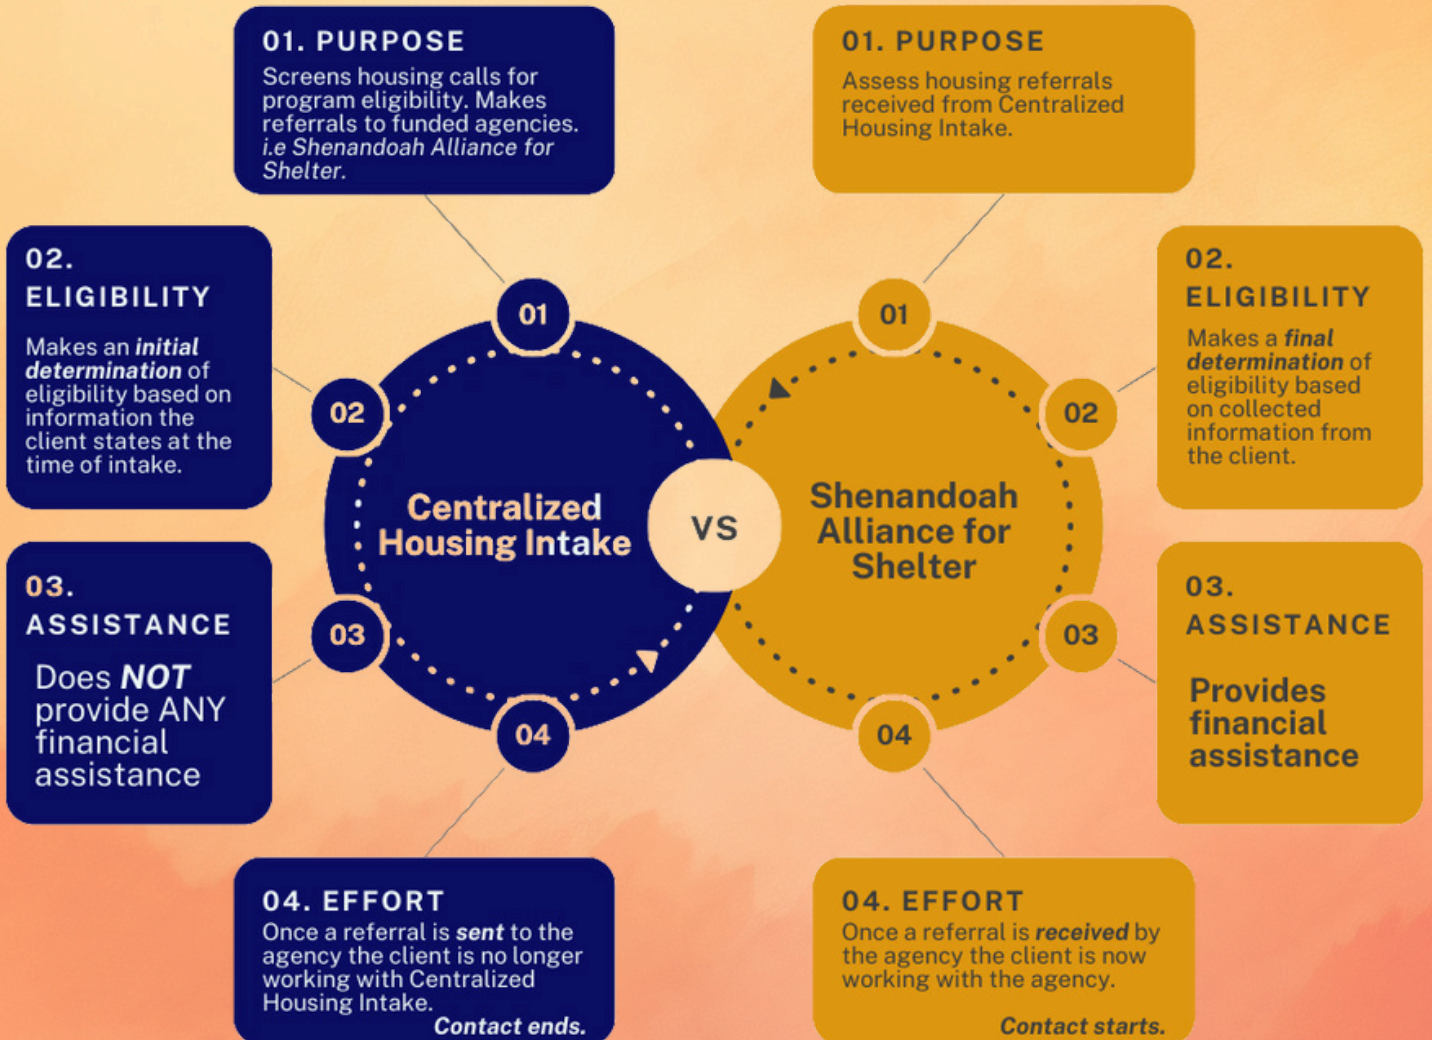 01. PURPOSE
Screens housing calls for
program eligibility. Makes
referrals to funded agencies.
i.e Shenandoah Alliance for
Shelter.
02.
ELIGIBILITY
Makes an initial
determination of
eligibility based on
information the
client states at the
time of intake.
03.
ASSISTANCE
Does NOT
provide ANY
financial
assistance
04. EFFORT
Once a referral is sent to the
agency the client is no longer
working with Centralized
Housing Intake.
Contact ends.
01
02
03
04
Centralized
Housing Intake
VS
Shenandoah
Alliance for
Shelter
01
02
03
04
01. PURPOSE
Assess housing referrals
received from Centralized
Housing Intake.
02.
ELIGIBILITY
Makes a final
determination of
eligibility based
on collected
information from
the client.
03.
ASSISTANCE
Provides
financial
assistance
04. EFFORT
Once a referral is received by
the agency the client is now
working with the agency.
Contact starts.